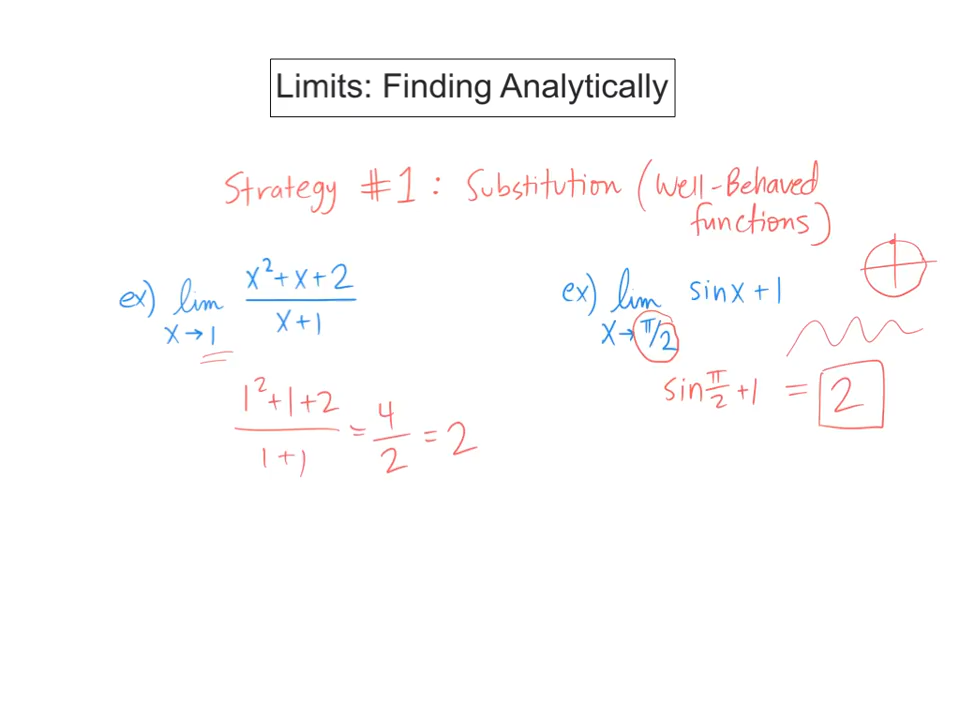 Limits: Finding Analytically
Strategy #1: Substitution (Well-Behaved
functions)
ex) lim x²+x+2
x→1 x+1
1²+1+2
1+1
= 4/2 = 2
ex) lim sinx+1
x→π/2
sin π/2 +1 = 2